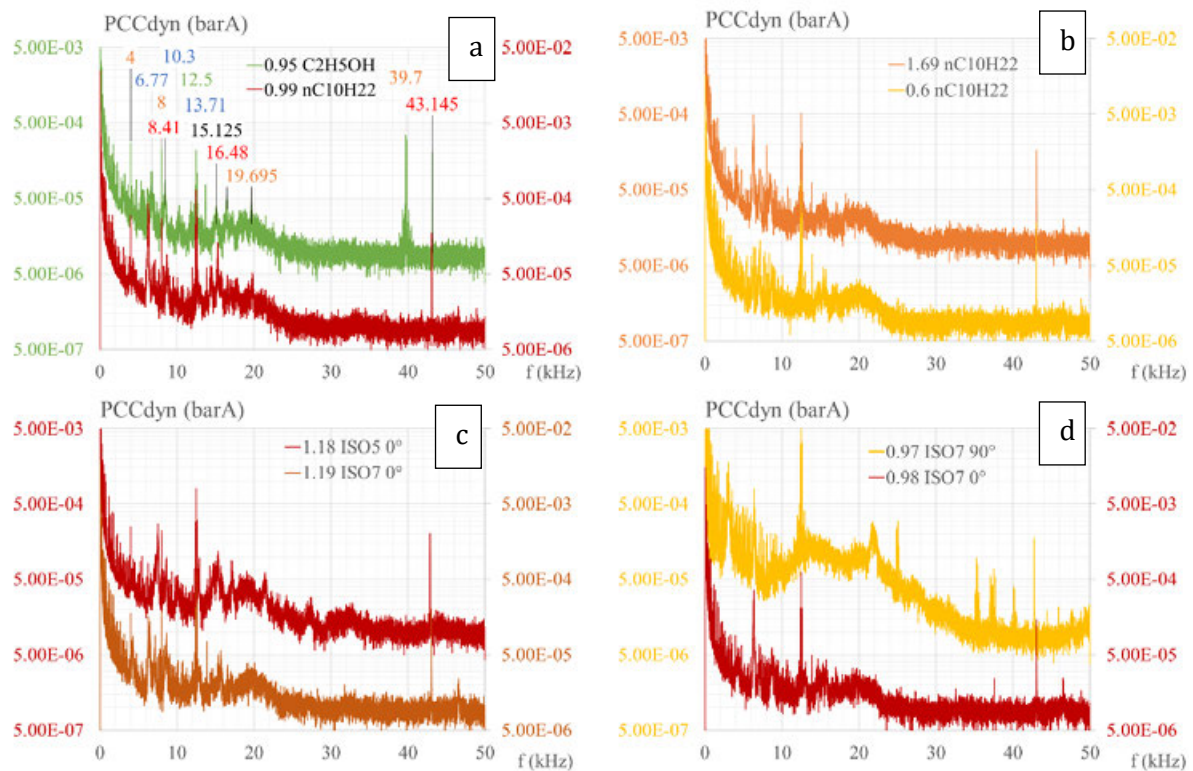 PCCdyn (barA)
a
5.00E-03
5.00E-04
5.00E-05
5.00E-06
5.00E-07
4
10.3
6.77
12.5
8
13.71
8.41
15.125
16.48
19.695
0.95 C2H5OH
0.99 nC10H22
39.7
43.145
5.00E-02
5.00E-03
5.00E-04
5.00E-05
5.00E-06
0 10 20 30 40 50
f (kHz)
PCCdyn (barA)
b
5.00E-03
5.00E-04
5.00E-05
5.00E-06
5.00E-07
1.69 nC10H22
0.6 nC10H22
5.00E-02
5.00E-03
5.00E-04
5.00E-05
5.00E-06
0 10 20 30 40 50
f (kHz)
PCCdyn (barA)
c
5.00E-03
5.00E-04
5.00E-05
5.00E-06
5.00E-07
1.18 ISO5 0°
1.19 ISO7 0°
5.00E-02
5.00E-03
5.00E-04
5.00E-05
5.00E-06
0 10 20 30 40 50
f (kHz)
PCCdyn (barA)
d
5.00E-03
5.00E-04
5.00E-05
5.00E-06
5.00E-07
0.97 ISO7 90°
0.98 ISO7 0°
5.00E-02
5.00E-03
5.00E-04
5.00E-05
5.00E-06
0 10 20 30 40 50
f (kHz)